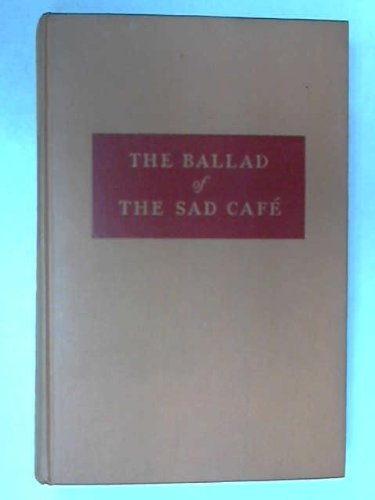 THE BALLAD
of
THE SAD CAFÉ